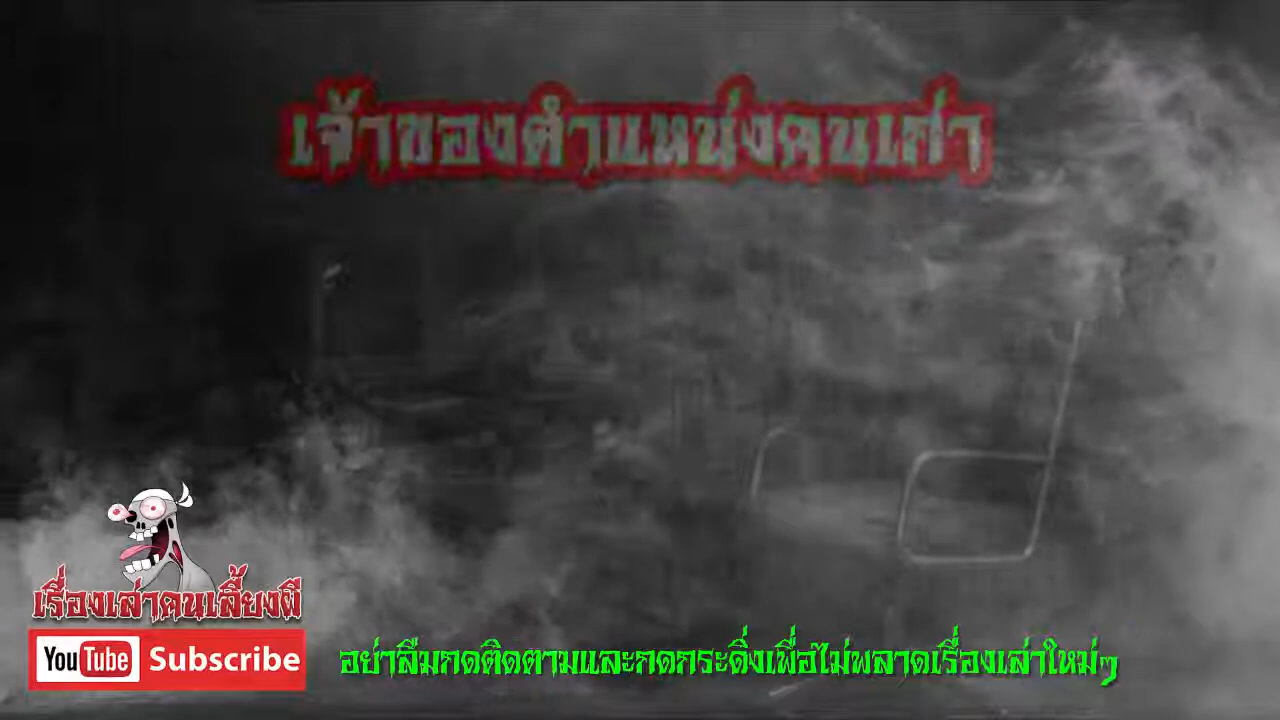 เจ้าของตำแหน่งคนเก่า
เรื่องเล่าคนเลี้ยงผี
YouTube Subscribe
อย่าลืมกดติดตามและกดกระดิ่งเพื่อไม่พลาดเรื่องเล่าใหม่ๆ